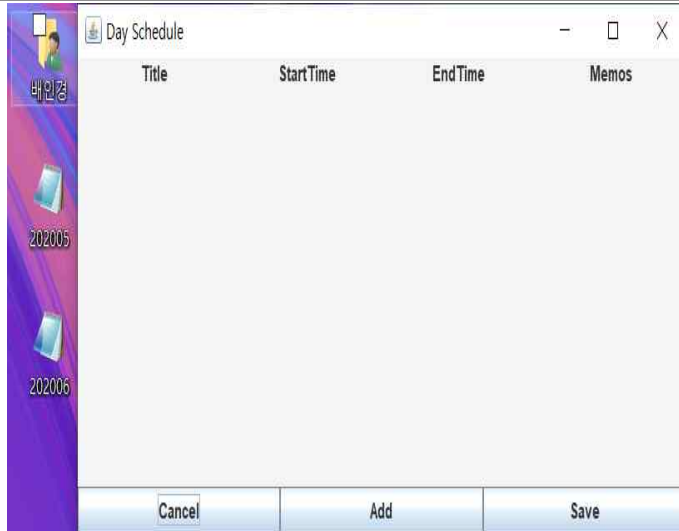 배인경
202005
202006
Day Schedule
Title StartTime EndTime Memos
Cancel Add Save